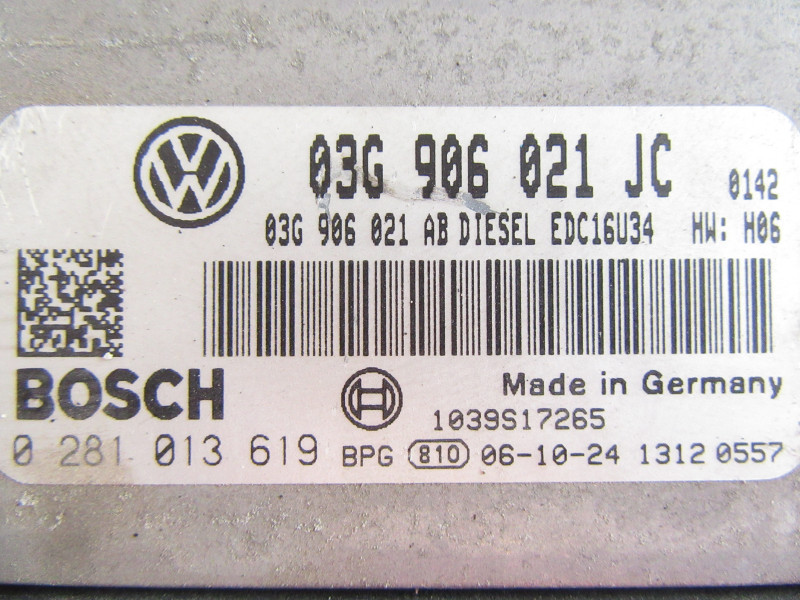 03G 906 021 JC 0142
03G 906 021 AB DIESEL EDC16U34 HW: H06
BOSCH
Made in Germany
1039S17265
0 281 013 619 BPG 810 06-10-24 1312 0557